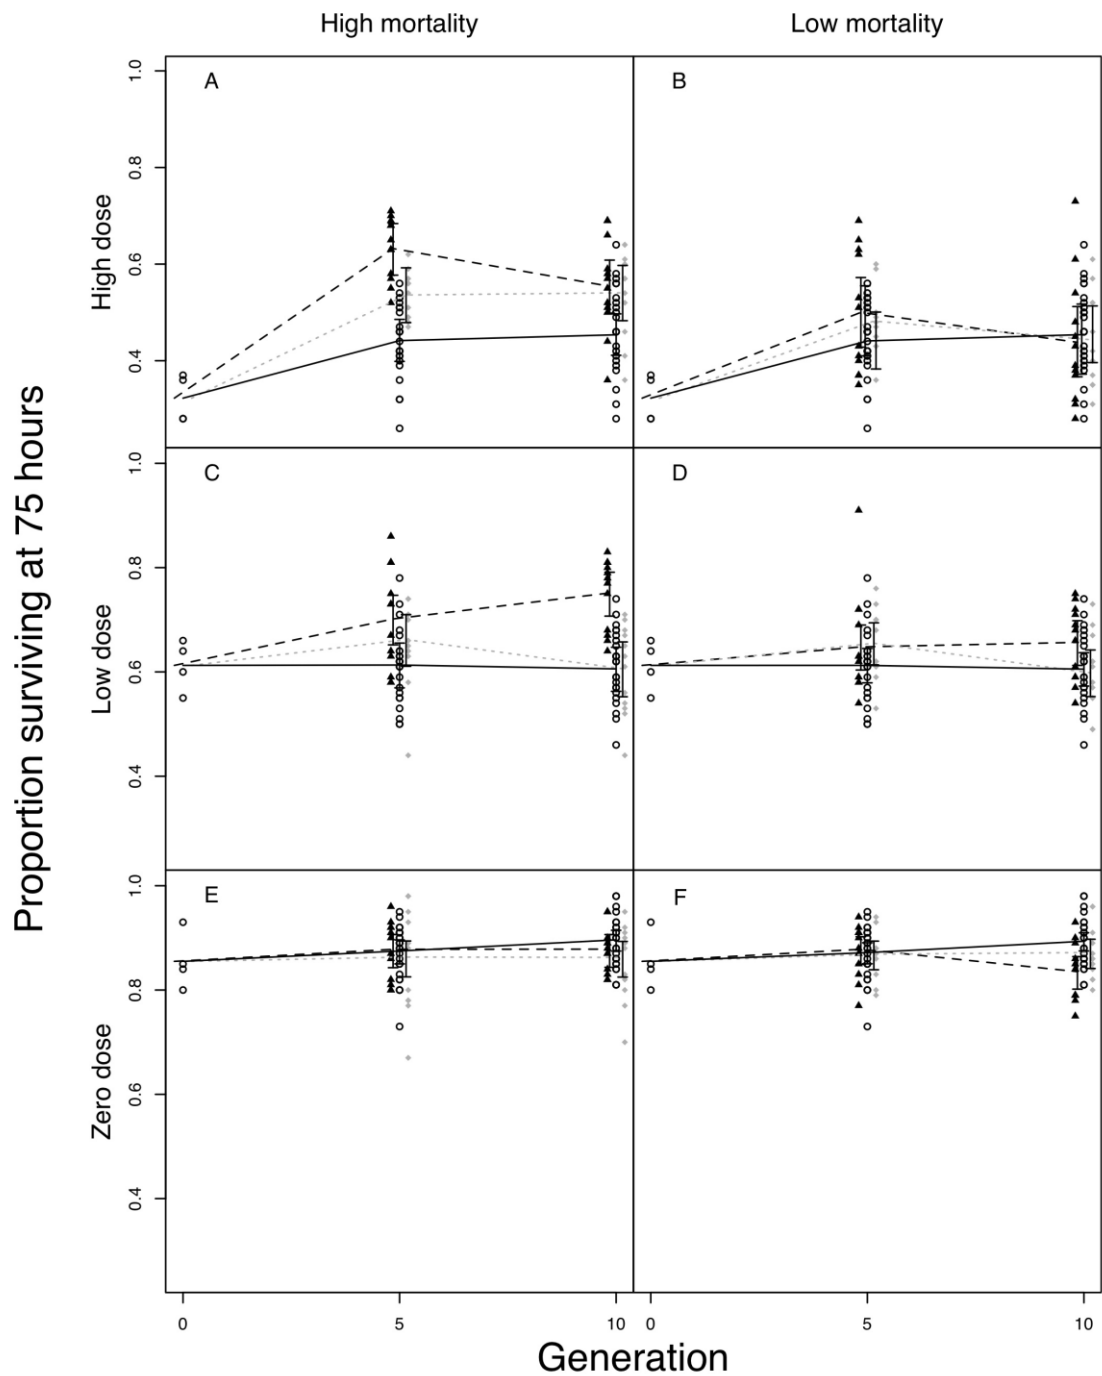 High mortality Low mortality
Proportion surviving at 75 hours
High dose
A
B
1.0
0.8
0.6
0.4
Low dose
C
D
1.0
0.8
0.6
0.4
Zero dose
E
F
1.0
0.8
0.6
0.4
0 5 10 0 5 10
Generation